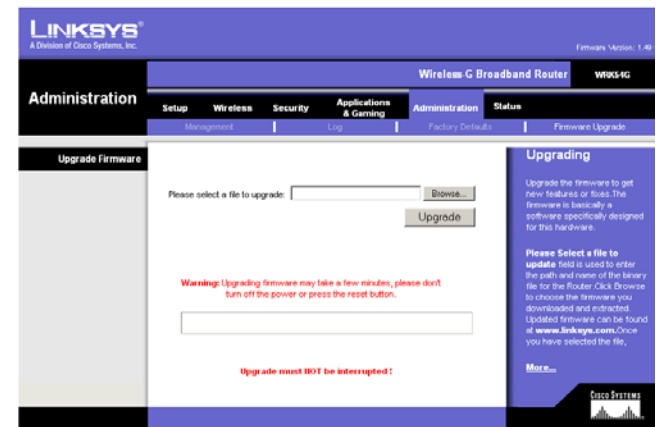 LINKSYS®
A Division of Cisco Systems, Inc.
Firmware Version: 1.49
Wireless-G Broadband Router WRK54G
Administration
Setup Wireless Security Applications & Gaming Administration Status
Management Log Factory Defaults Firmware Upgrade
Upgrade Firmware
Please select a file to upgrade: Browse...
Upgrade
Warning: Upgrading firmware may take a few minutes, please don't
turn off the power or press the reset button.
Upgrade must NOT be interrupted !
Upgrading
Upgrade the firmware to get
new features or fixes.The
firmware is basically a
software specifically designed
for this hardware.
Please Select a file to
update field is used to enter
the path and name of the binary
file for the Router.Click Browse
to choose the firmware you
downloaded and extracted.
Updated firmware can be found
at www.linksys.com.Once
you have selected the file,
More...
CISCO SYSTEMS